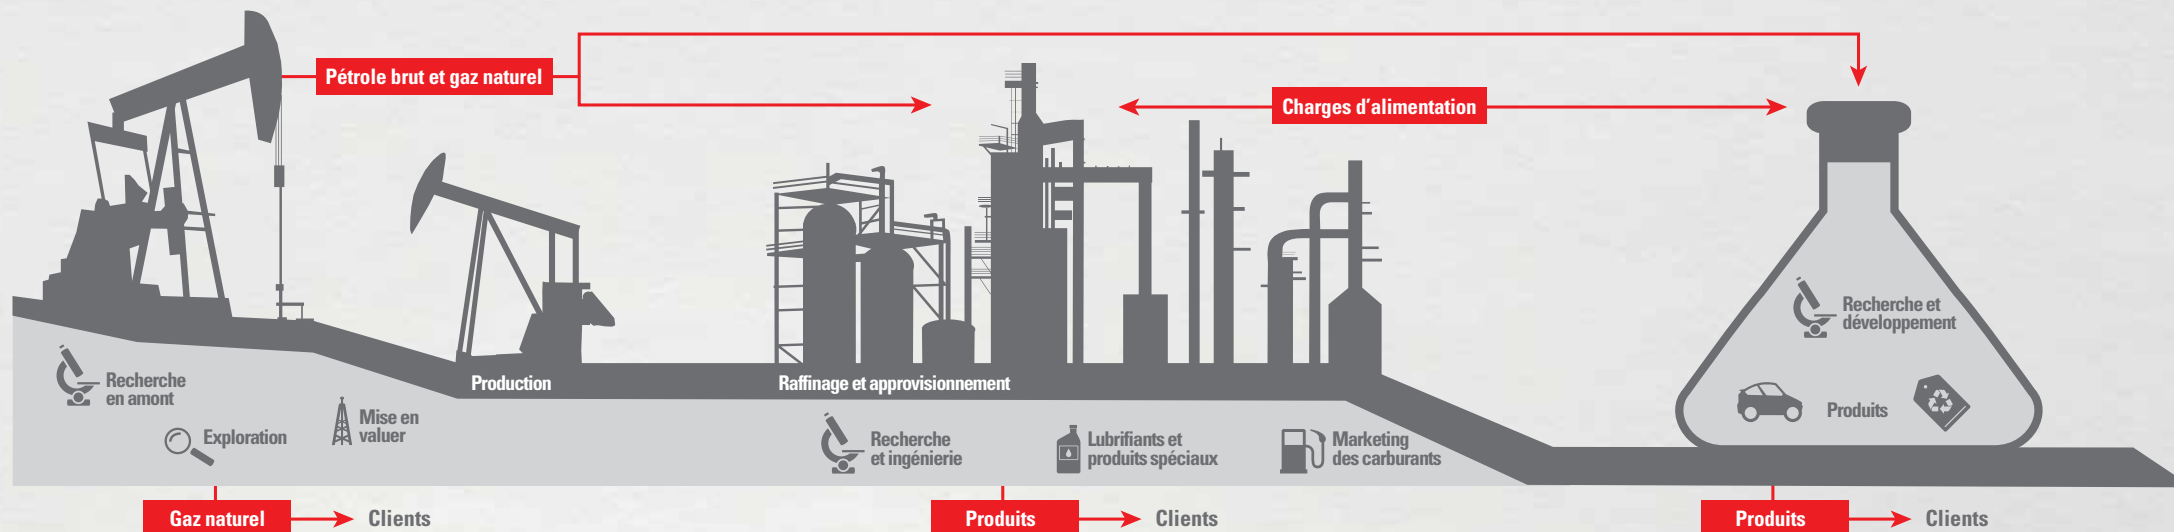 Pétrole brut et gaz naturel
Charges d'alimentation
Recherche et
développement
Produits
Production
Raffinage et approvisionnement
Recherche
en amont
Exploration
Mise en
valuer
Recherche
et ingénierie
Lubrifiants et
produits spéciaux
Marketing
des carburants
Gaz naturel
Clients
Produits
Clients
Produits
Clients